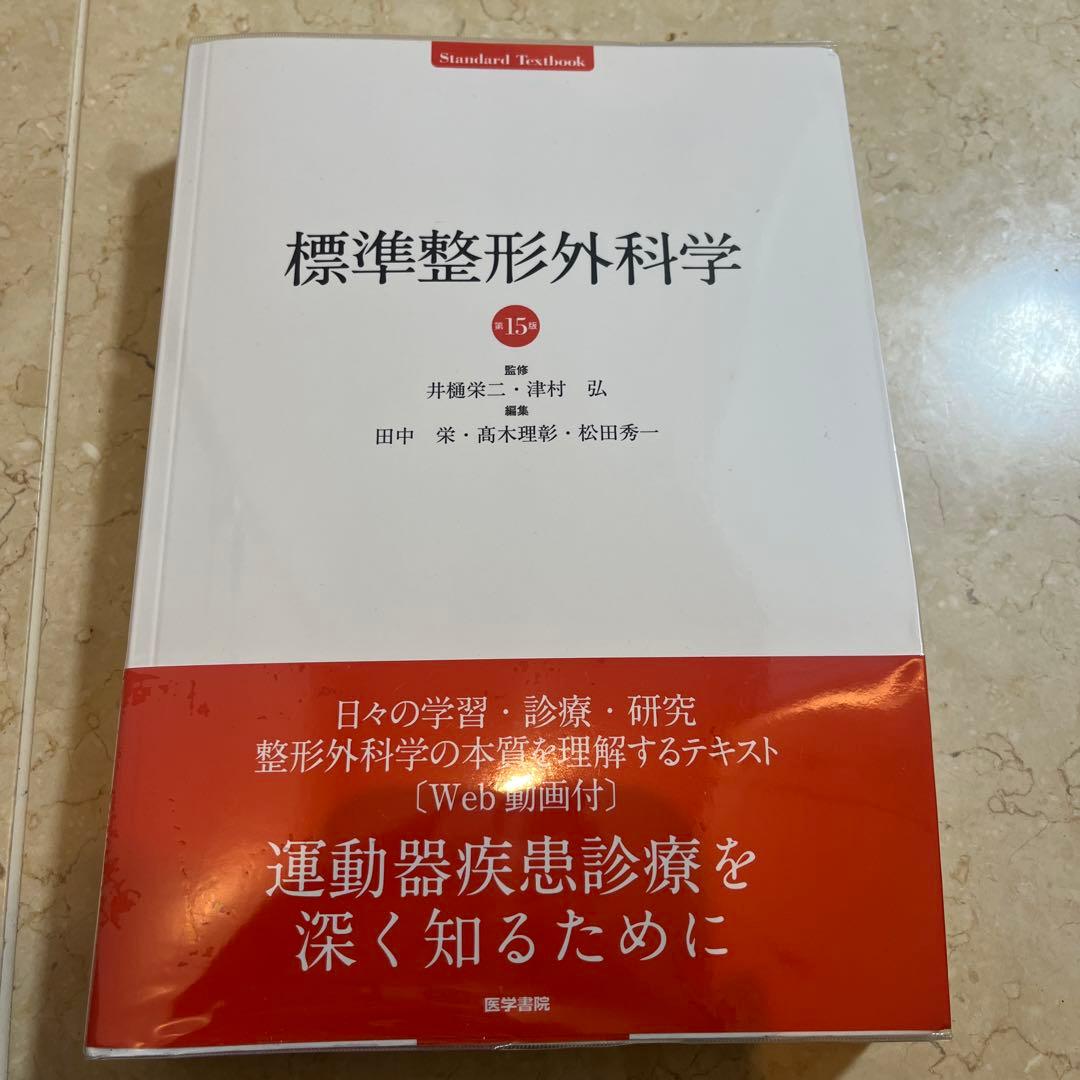 Standard Textbook
標準整形外科学
第15版
監修
井樋栄二・津村　弘
編集
田中　栄・髙木理彰・松田秀一
日々の学習・診療・研究
整形外科学の本質を理解するテキスト
〔Web 動画付〕
運動器疾患診療を
深く知るために
医学書院